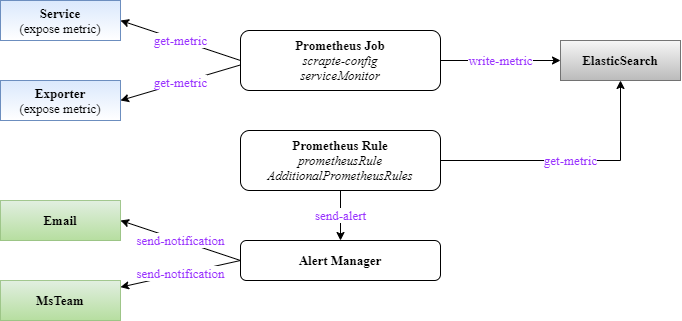 Service
(expose metric)
get-metric
Prometheus Job
scrapte-config
serviceMonitor
write-metric
ElasticSearch
get-metric
Exporter
(expose metric)
Prometheus Rule
prometheusRule
AdditionalPrometheusRules
get-metric
send-alert
Email
send-notification
Alert Manager
send-notification
MsTeam